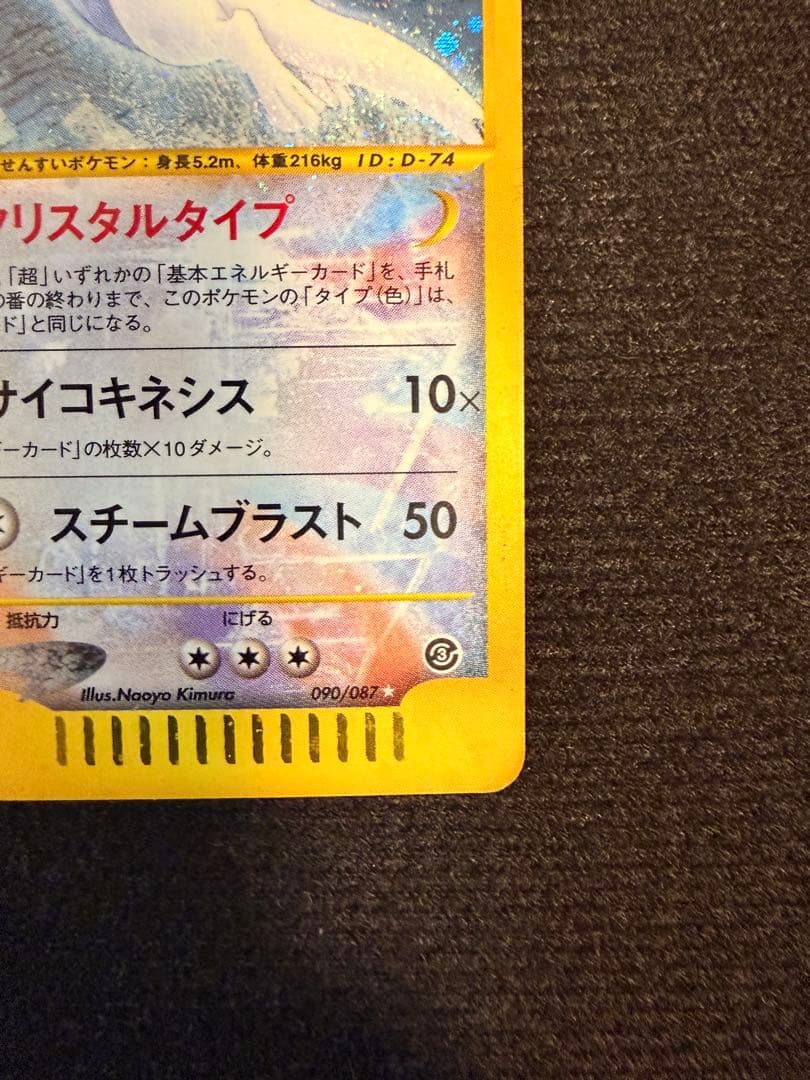 せんすいポケモン：身長5.2m、体重216kg ID：D-74
クリスタルタイプ
「超」いずれかの「基本エネルギーカード」を、手札
の番の終わりまで、このポケモンの「タイプ（色）」は、
ド」と同じになる。
サイコキネシス 10×
ーカード」の枚数×10ダメージ。
スチームブラスト 50
ギーカード」を1枚トラッシュする。
抵抗力 にげる
3
Illus.Naoyo Kimura 090/087 ★